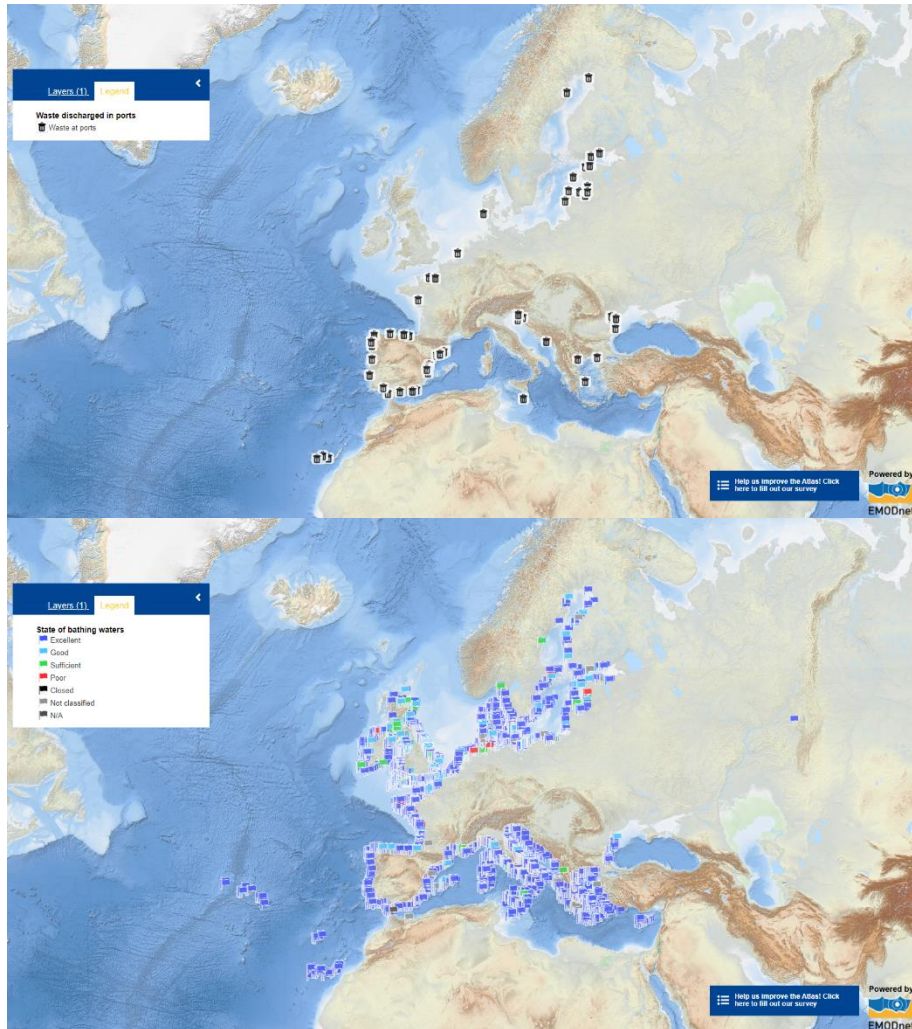 Layers (1)
Legend
Waste discharged in ports
Waste at ports
Help us improve the Atlas! Click
here to fill out our survey
Powered by
EMODnet
Layers (1)
Legend
State of bathing waters
Excellent
Good
Sufficient
Poor
Closed
Not classified
N/A
Help us improve the Atlas! Click
here to fill out our survey
Powered by
EMODnet